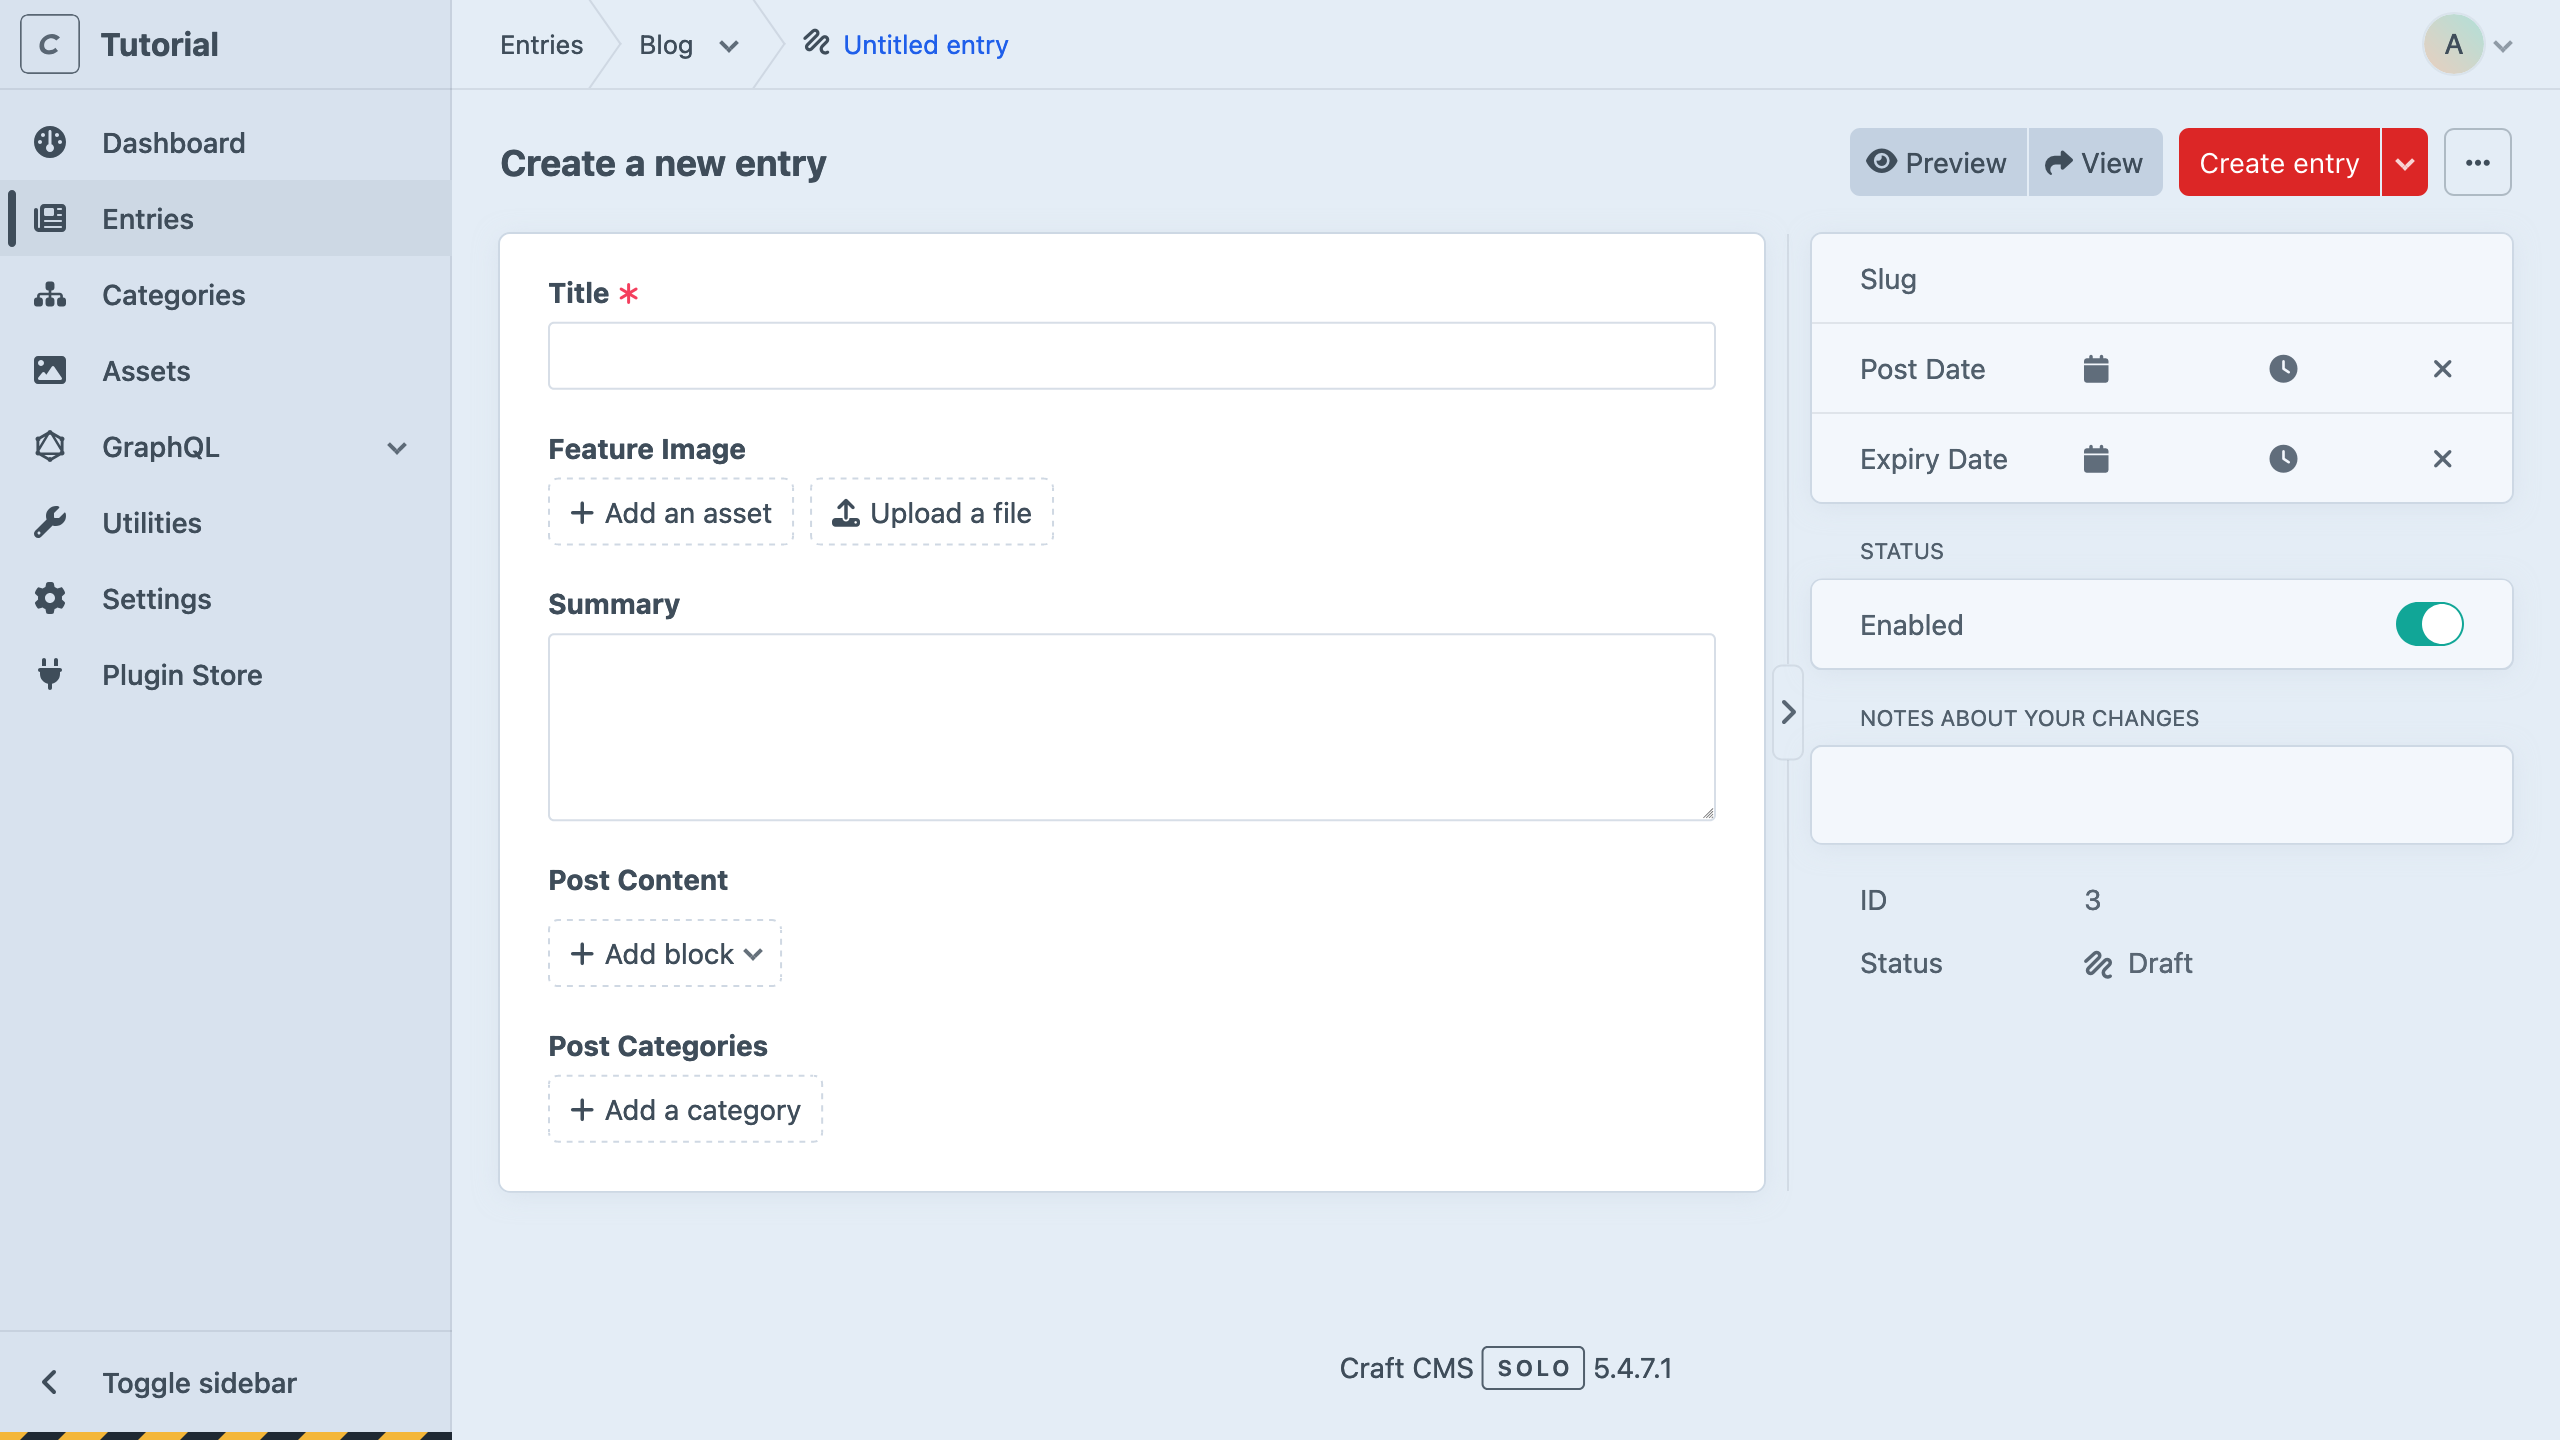 C Tutorial
Entries Blog Untitled entry
A
Dashboard
Entries
Categories
Assets
GraphQL
Utilities
Settings
Plugin Store
Toggle sidebar
Create a new entry
Preview View Create entry
Title *
Feature Image
Add an asset Upload a file
Summary
Post Content
Add block
Post Categories
Add a category
Slug
Post Date
Expiry Date
STATUS
Enabled
NOTES ABOUT YOUR CHANGES
ID 3
Status Draft
Craft CMS SOLO 5.4.7.1